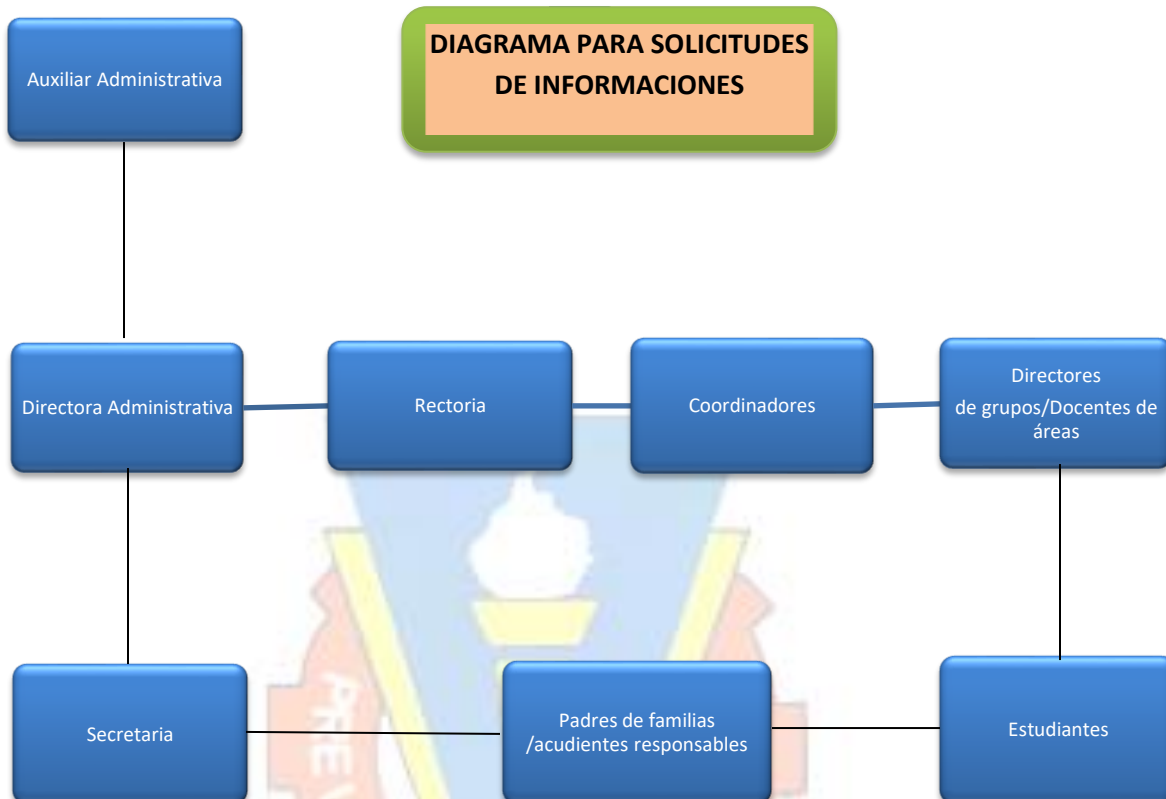 Auxiliar Administrativa
DIAGRAMA PARA SOLICITUDES
DE INFORMACIONES
Directora Administrativa
Rectoria
Coordinadores
Directores
de grupos/Docentes de
áreas
Secretaria
Padres de familias
/acudientes responsables
Estudiantes
PREV